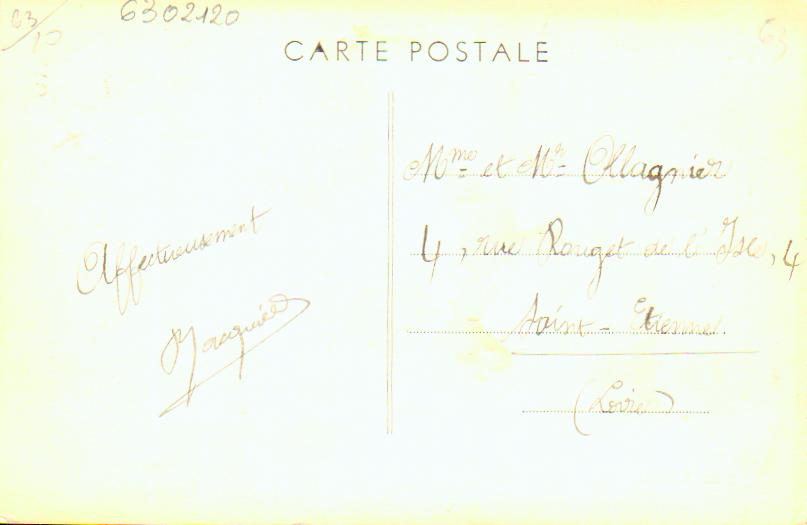 63
10
6302120
63
CARTE POSTALE
Mme et Mr Ollagnier
4, rue Rouget de l'Isle, 4
Saint-Etienne
(Loire)
Affectueusement